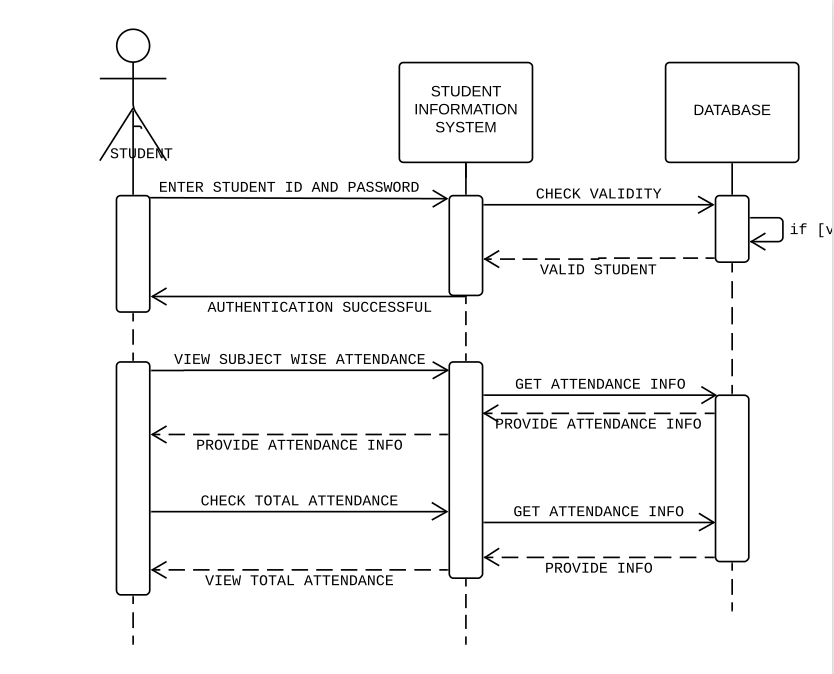 STUDENT
INFORMATION
SYSTEM
DATABASE
STUDENT
ENTER STUDENT ID AND PASSWORD
CHECK VALIDITY
if [v
VALID STUDENT
AUTHENTICATION SUCCESSFUL
VIEW SUBJECT WISE ATTENDANCE
GET ATTENDANCE INFO
PROVIDE ATTENDANCE INFO
PROVIDE ATTENDANCE INFO
CHECK TOTAL ATTENDANCE
GET ATTENDANCE INFO
PROVIDE INFO
VIEW TOTAL ATTENDANCE